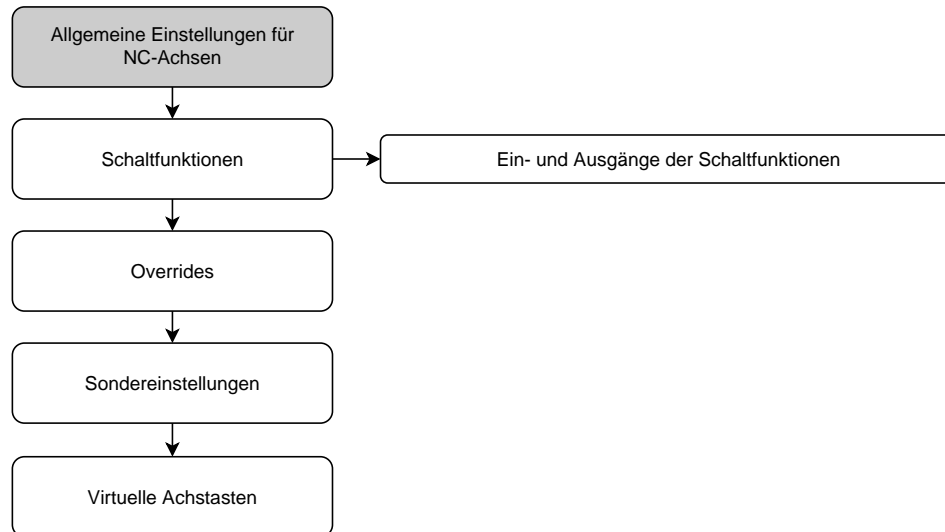 Allgemeine Einstellungen für
NC-Achsen
Schaltfunktionen
Ein- und Ausgänge der Schaltfunktionen
Overrides
Sondereinstellungen
Virtuelle Achstasten